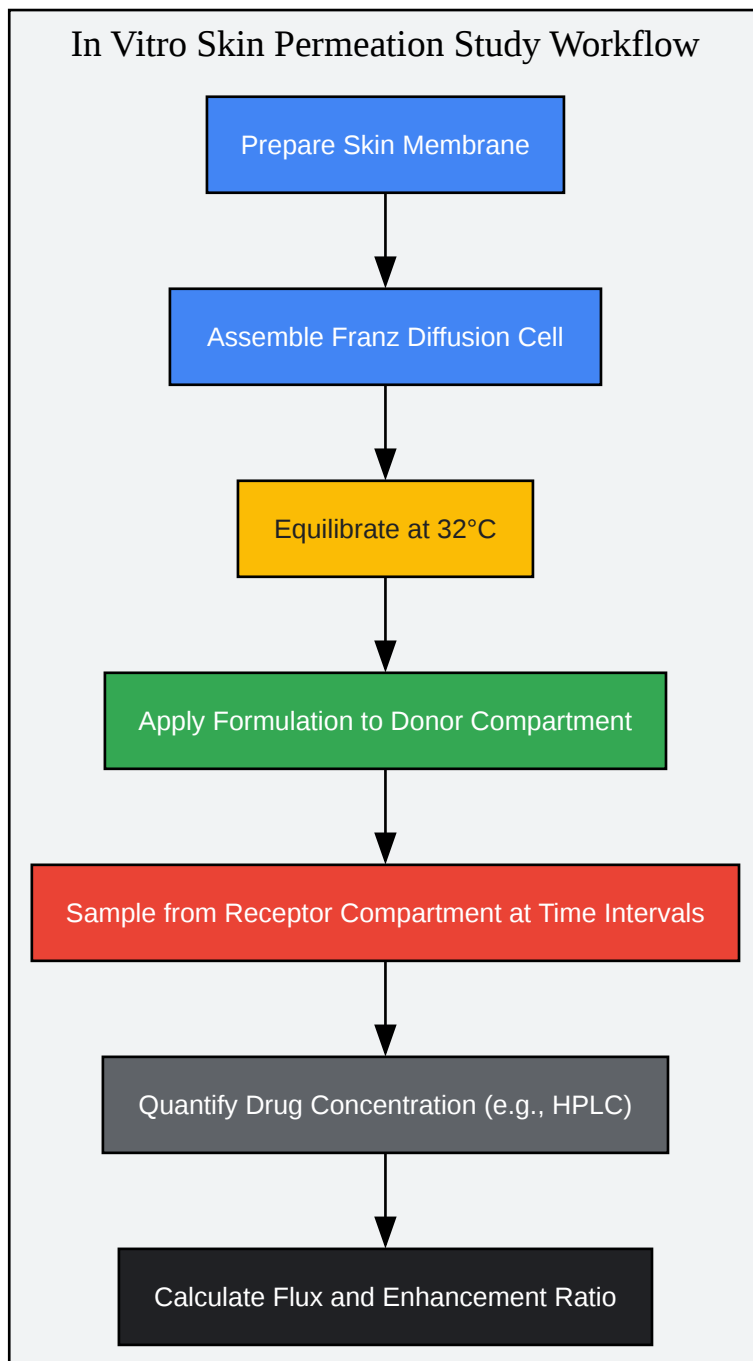 In Vitro Skin Permeation Study Workflow
Prepare Skin Membrane
Assemble Franz Diffusion Cell
Equilibrate at 32°C
Apply Formulation to Donor Compartment
Sample from Receptor Compartment at Time Intervals
Quantify Drug Concentration (e.g., HPLC)
Calculate Flux and Enhancement Ratio